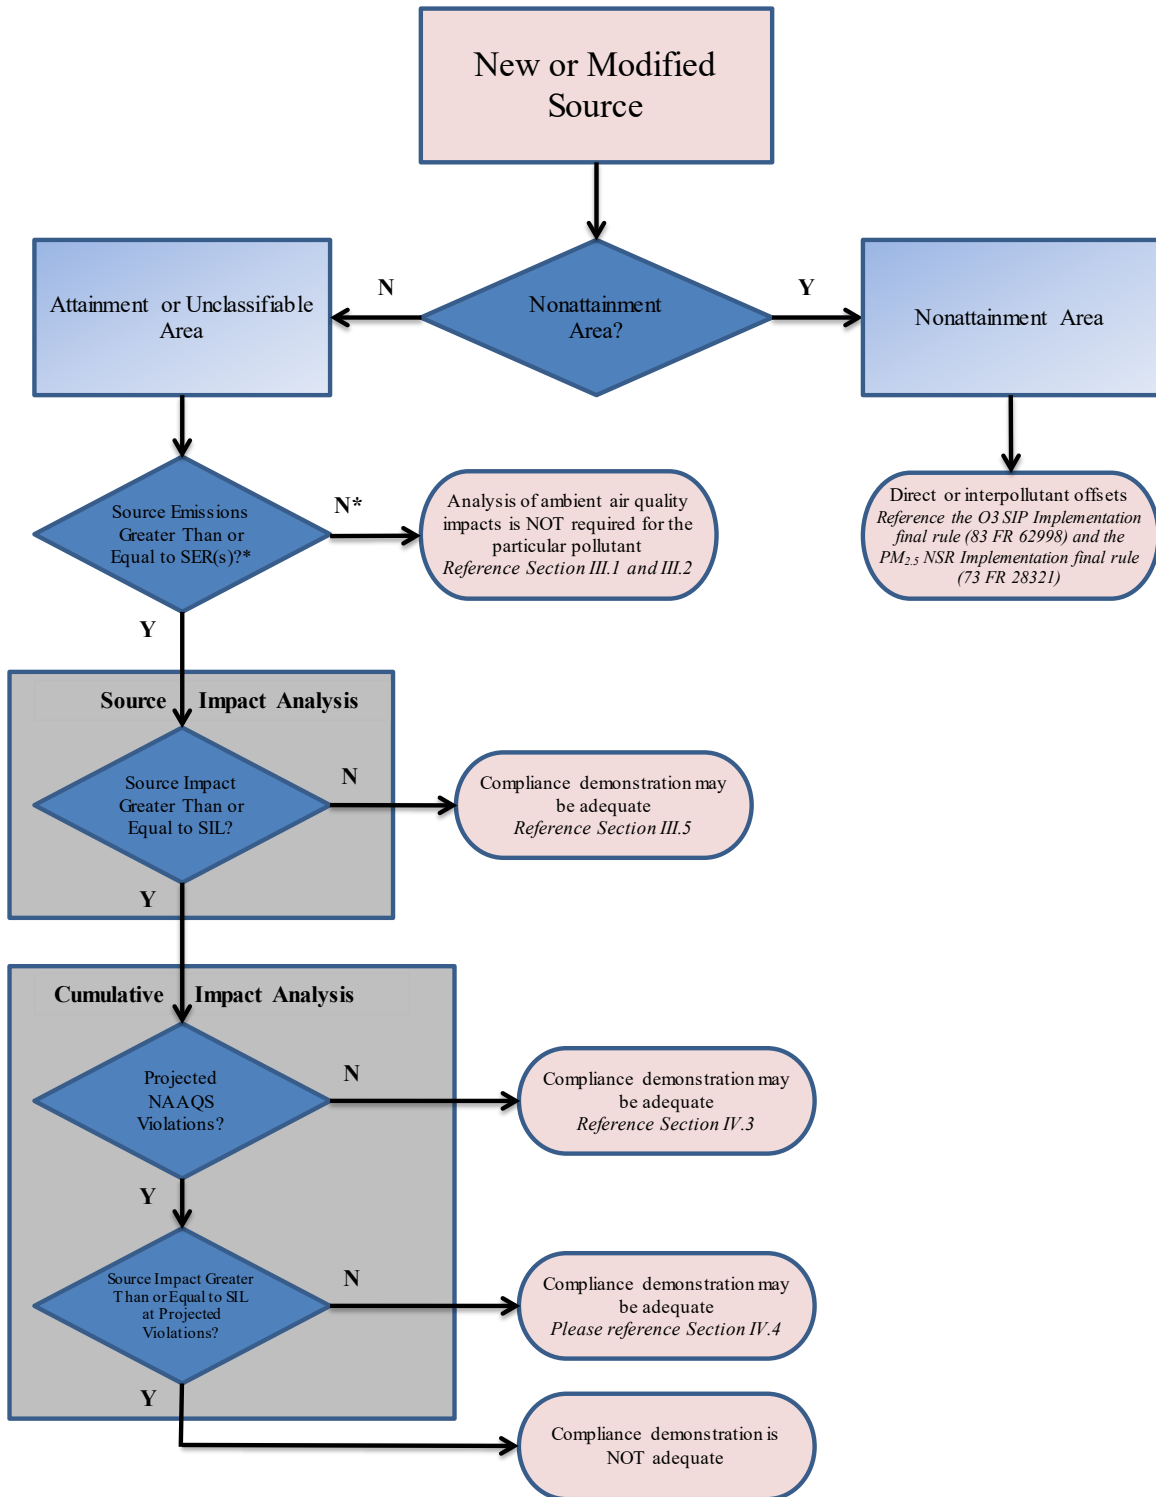 New or Modified
Source
N
Y
Attainment or Unclassifiable
Area
Nonattainment
Area?
Nonattainment Area
Source Emissions
Greater Than or
Equal to SER(s)?*
N*
Analysis of ambient air quality
impacts is NOT required for the
particular pollutant
Reference Section III.1 and III.2
Direct or interpollutant offsets
Reference the O3 SIP Implementation
final rule (83 FR 62998) and the
PM2.5 NSR Implementation final rule
(73 FR 28321)
Y
Source Impact Analysis
Source Impact
Greater Than or
Equal to SIL?
N
Compliance demonstration may
be adequate
Reference Section III.5
Y
Cumulative Impact Analysis
Projected
NAAQS
Violations?
N
Compliance demonstration may
be adequate
Reference Section IV.3
Y
Source Impact Greater
Than or Equal to SIL
at Projected
Violations?
N
Compliance demonstration may
be adequate
Please reference Section IV.4
Y
Compliance demonstration is
NOT adequate